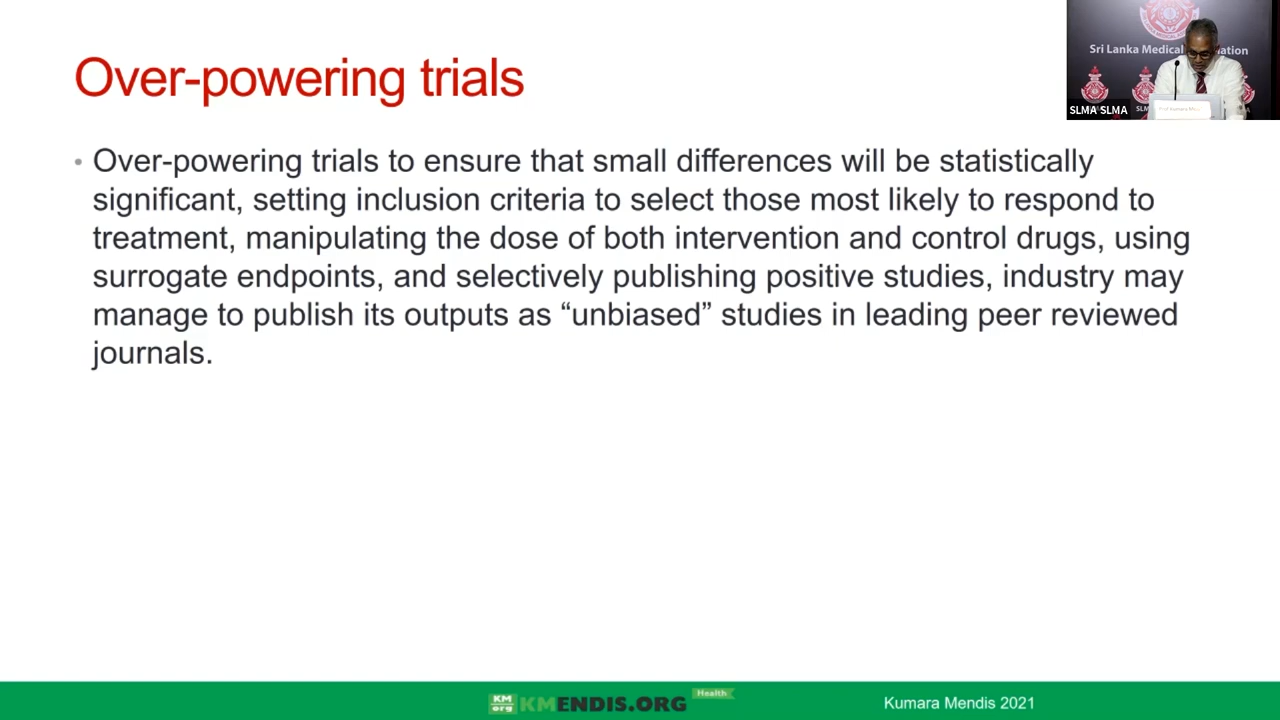 Over-powering trials
• Over-powering trials to ensure that small differences will be statistically
significant, setting inclusion criteria to select those most likely to respond to
treatment, manipulating the dose of both intervention and control drugs, using
surrogate endpoints, and selectively publishing positive studies, industry may
manage to publish its outputs as “unbiased” studies in leading peer reviewed
journals.
Sri Lanka Medical
SLMA SLMA
KM
org
KMENDIS.ORG
Health
Kumara Mendis 2021